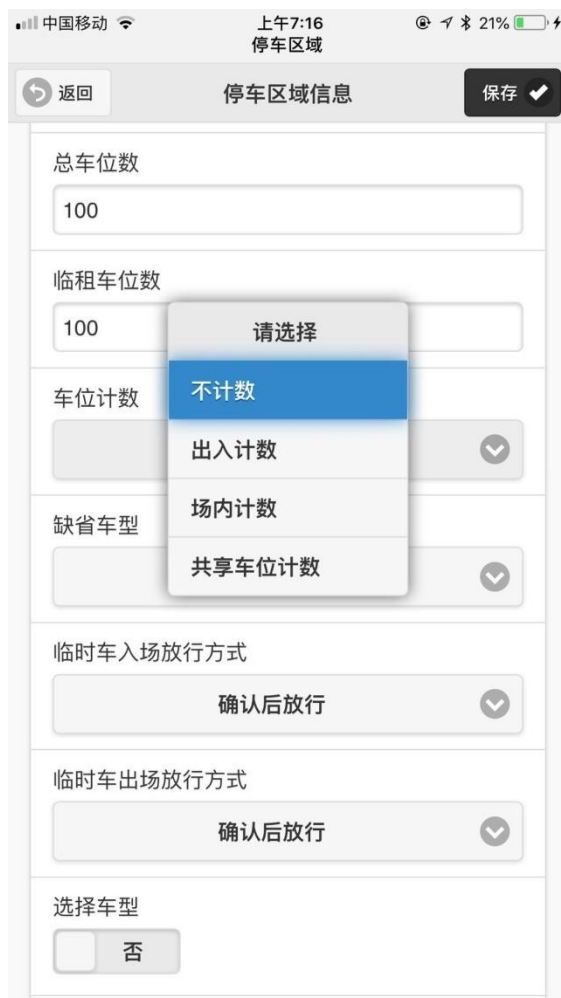 中国移动 上午7:16 21%
停车区域
返回 停车区域信息 保存
总车位数
100
临租车位数
100
请选择
不计数
车位计数
出入计数
场内计数
缺省车型
共享车位计数
临时车入场放行方式
确认后放行
临时车出场放行方式
确认后放行
选择车型
否